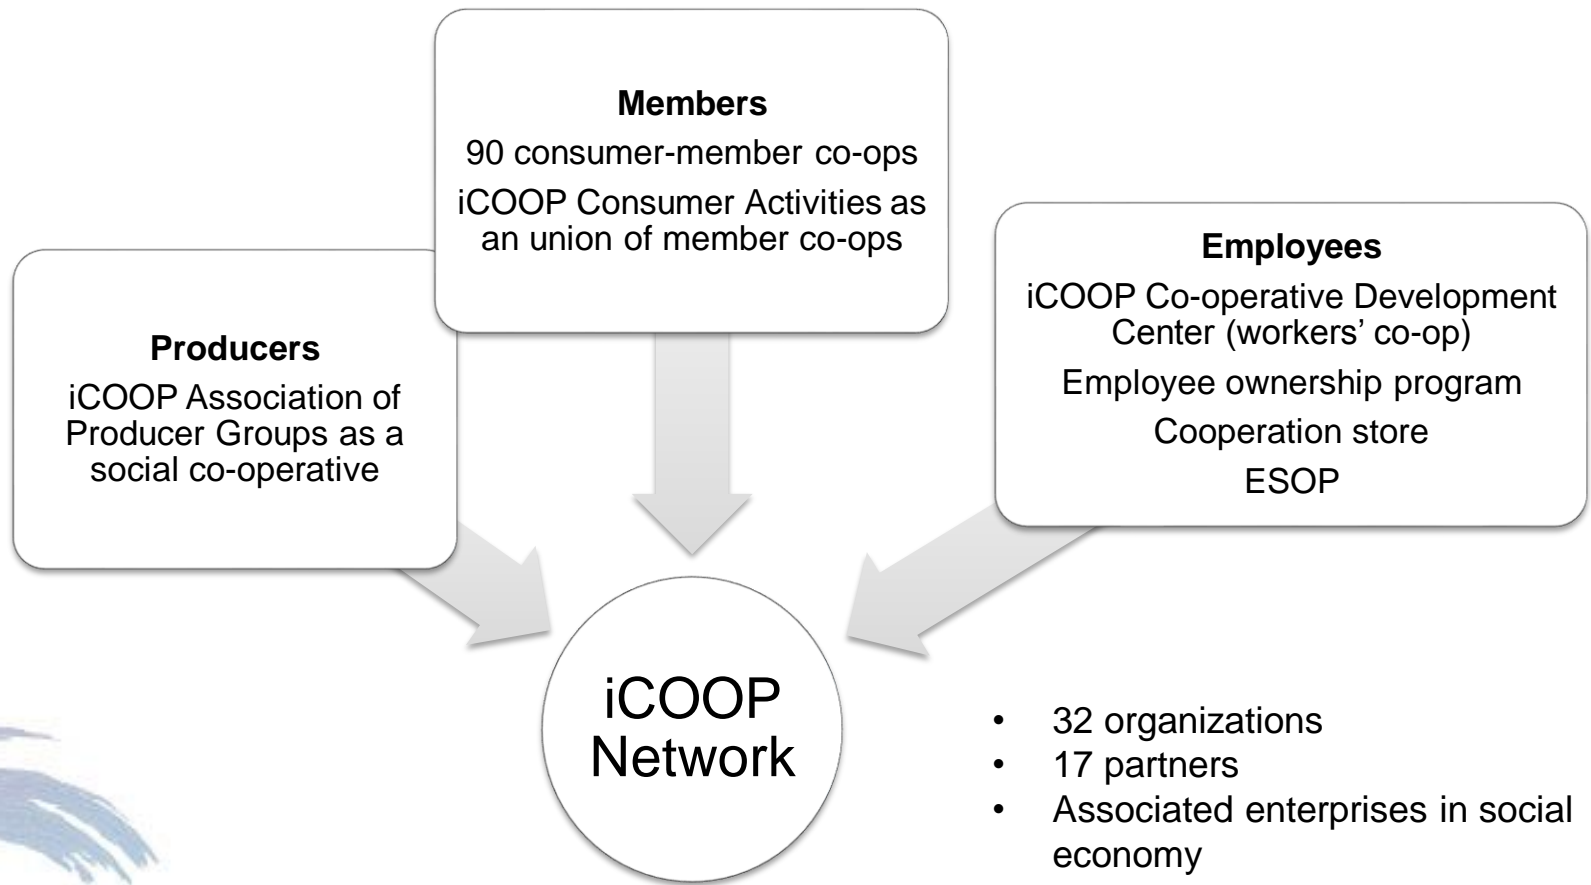 Members
90 consumer-member co-ops
iCOOP Consumer Activities as
an union of member co-ops
Producers
iCOOP Association of
Producer Groups as a
social co-operative
Employees
iCOOP Co-operative Development
Center (workers’ co-op)
Employee ownership program
Cooperation store
ESOP
iCOOP
Network
• 32 organizations
• 17 partners
• Associated enterprises in social
economy